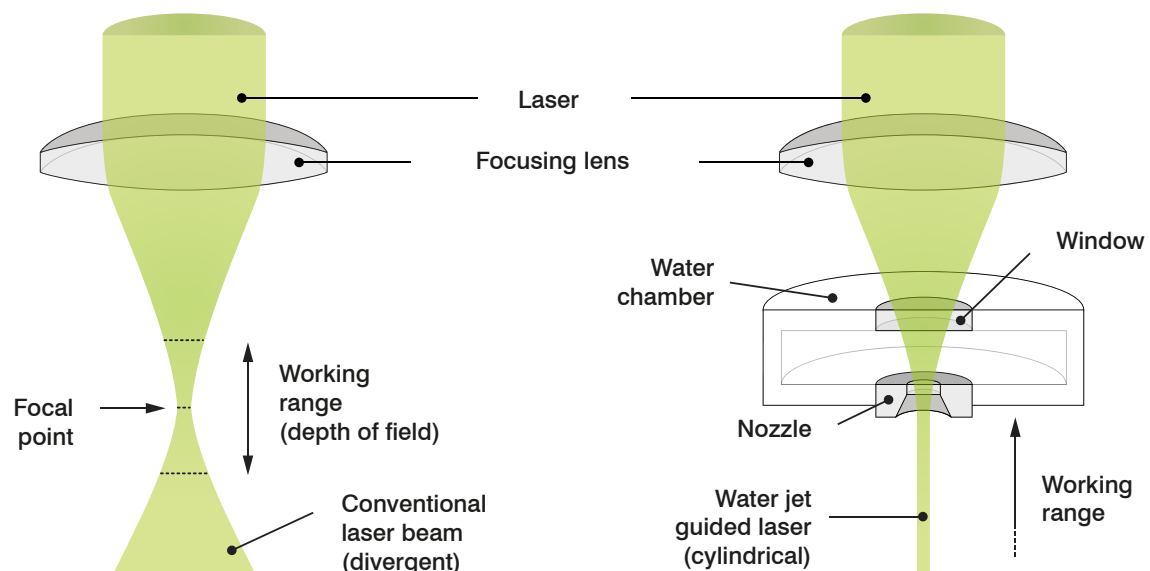 Laser
Focusing lens
Window
Water
chamber
Working
range
(depth of field)
Focal
point
Nozzle
Conventional
laser beam
(divergent)
Water jet
guided laser
(cylindrical)
Working
range